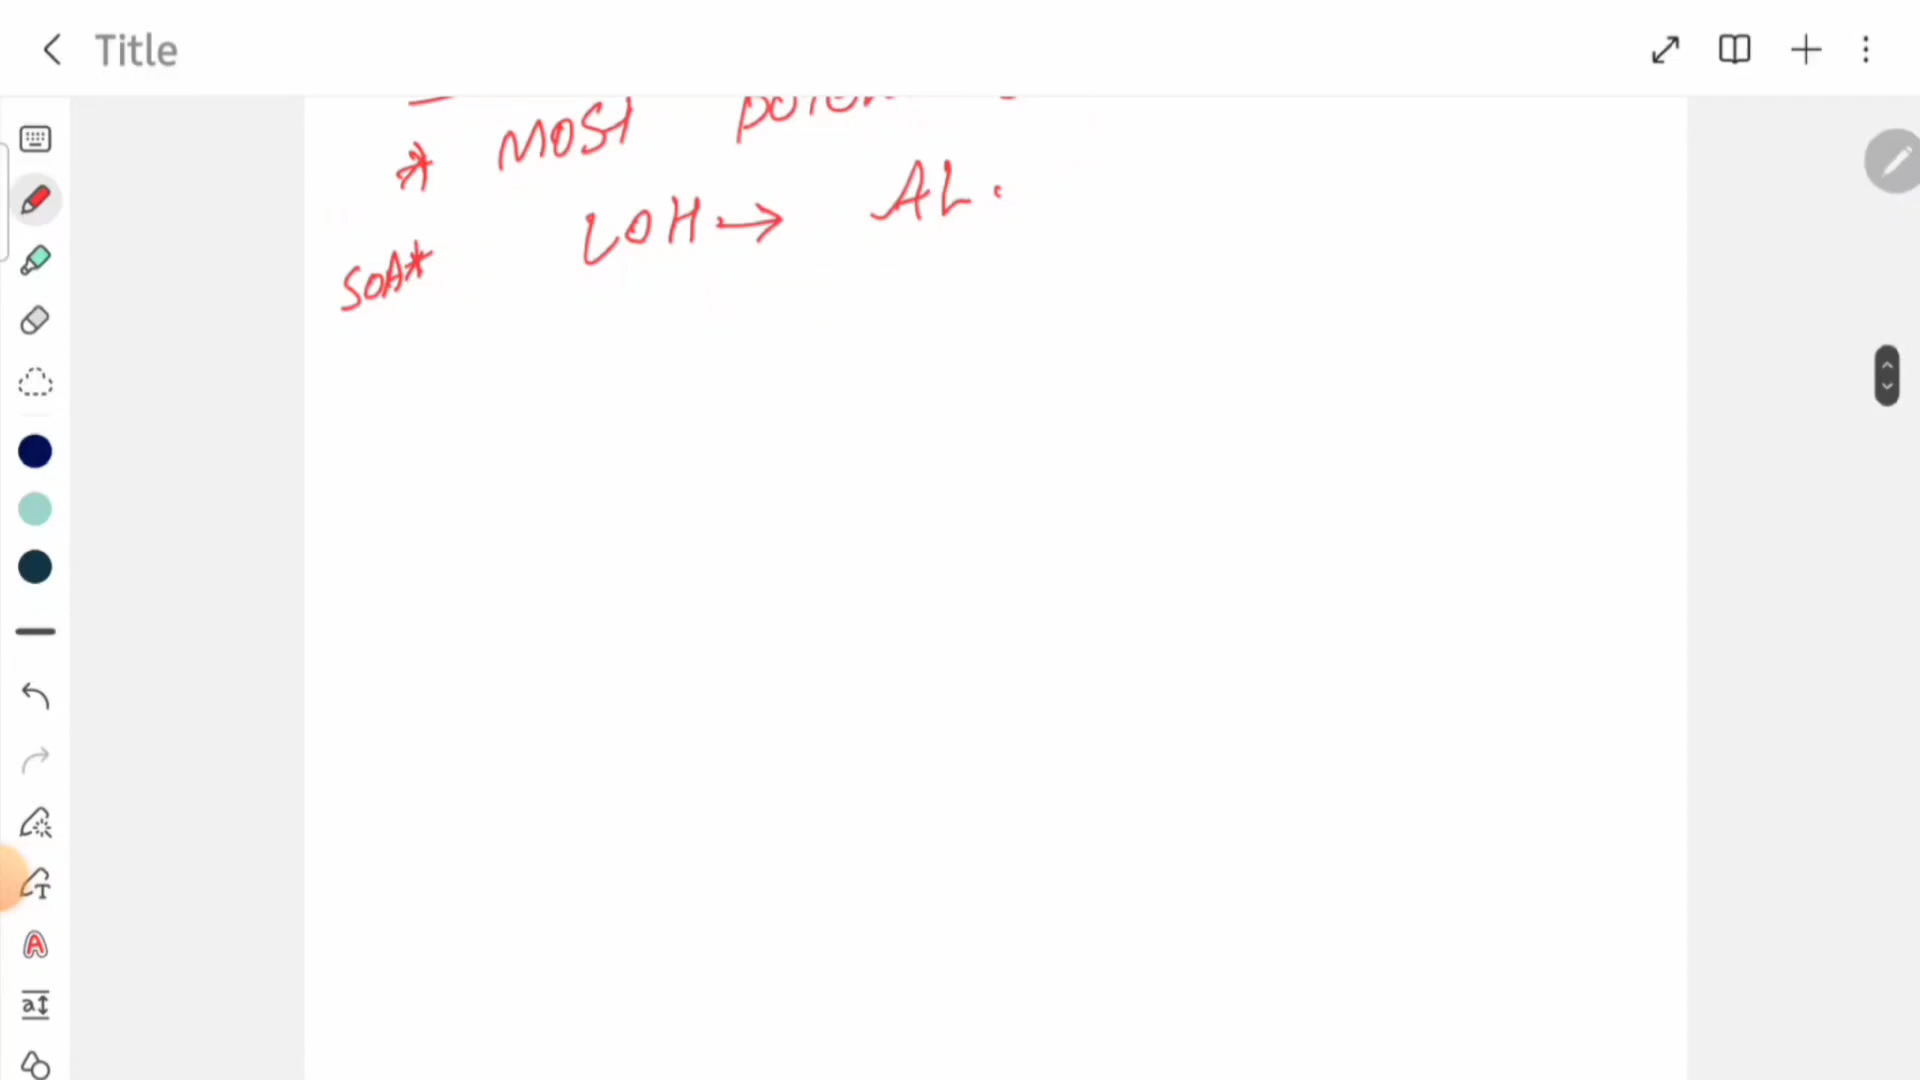 Title
* MOST
LOH → AL.
SOA*